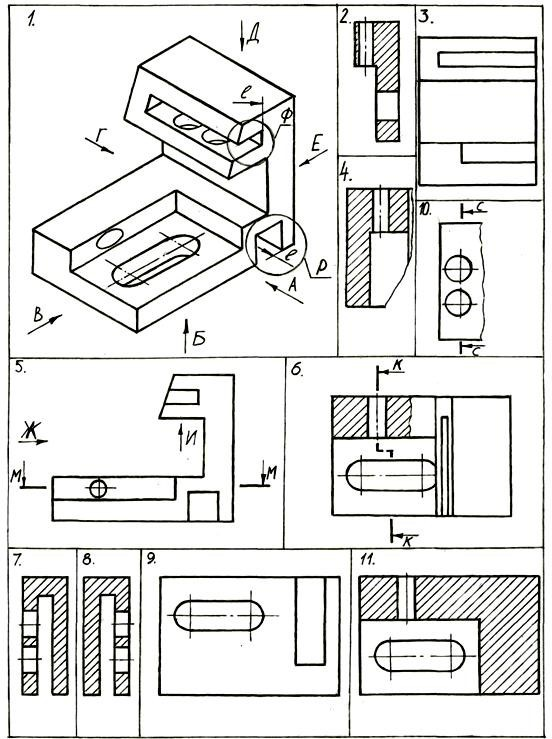 1.
Д
е
Ф
Г
Е
е
Р
А
В
Б
2.
3.
4.
10.
С
С
5.
Ж
И
М
М
6.
К
К
7.
8.
9.
11.